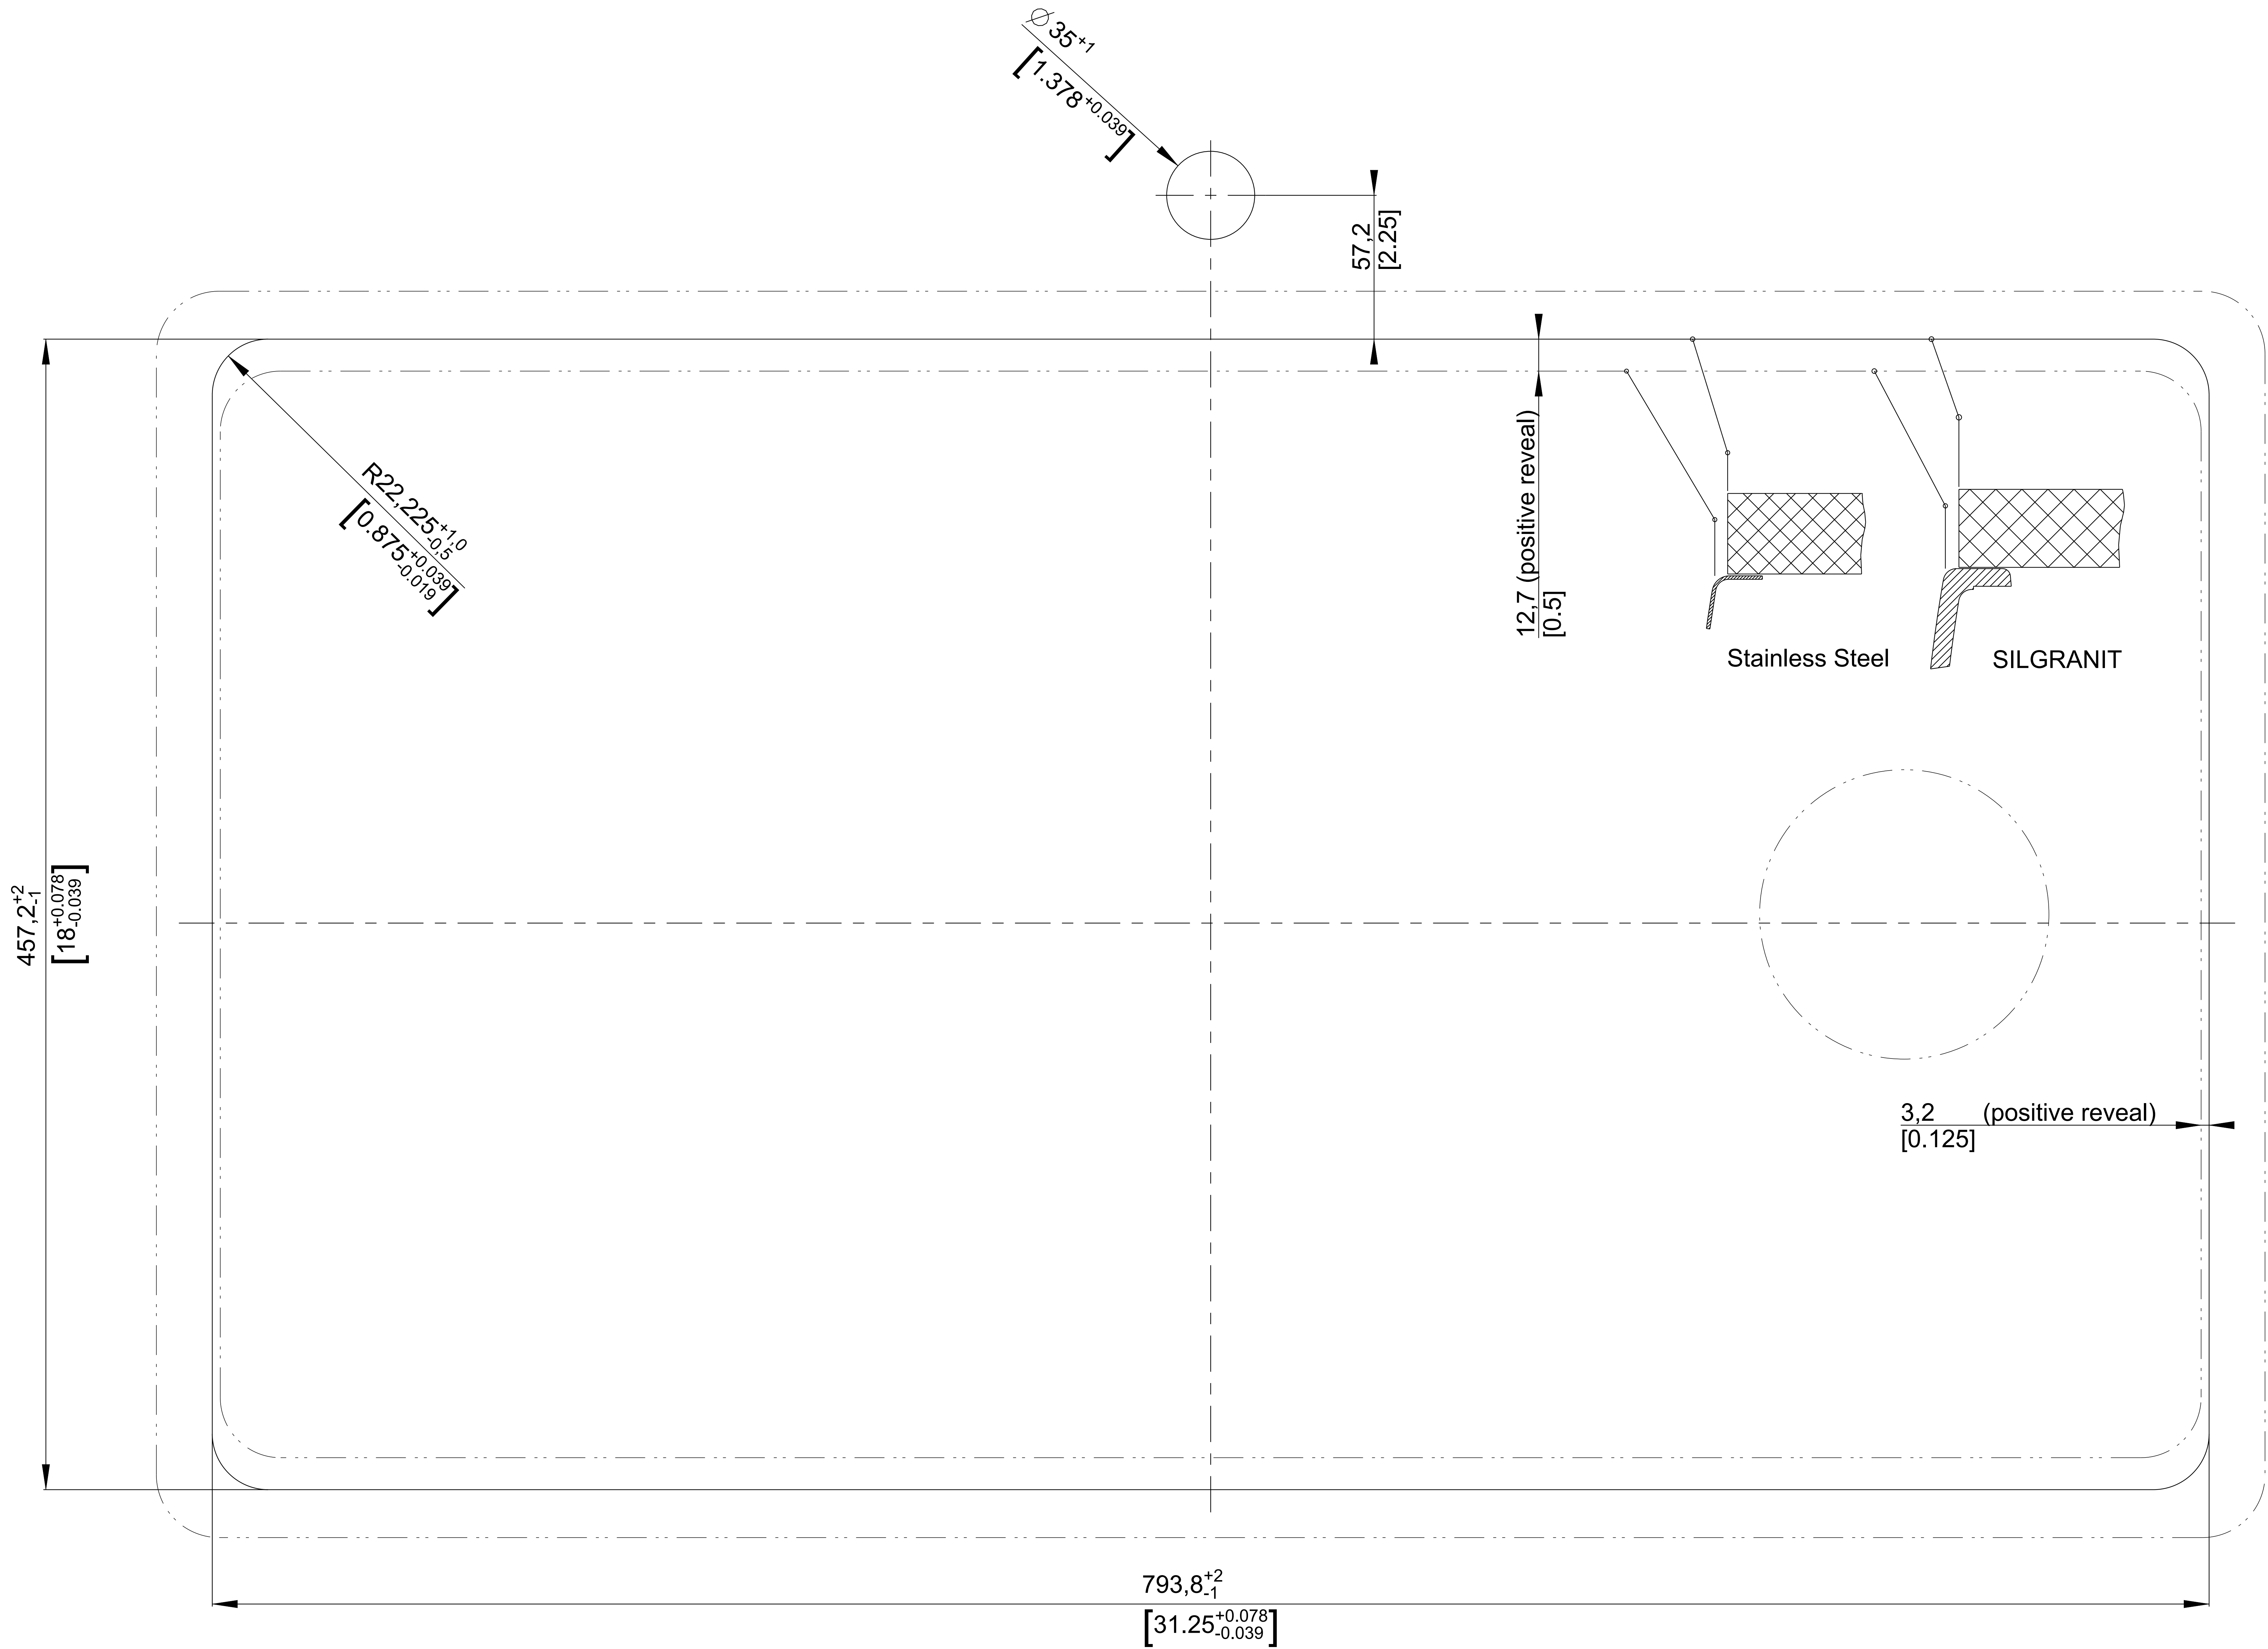 ⌀ 35+1
[1.378+0.039]
57,2
[2.25]
R22,225+1,0 -0,5
[0.875+0.039 -0.019]
12,7 (positive reveal)
[0.5]
Stainless Steel
SILGRANIT
457,2+2 -1
[18+0.078 -0.039]
3,2 (positive reveal)
[0.125]
793,8+2 -1
[31.25+0.078 -0.039]